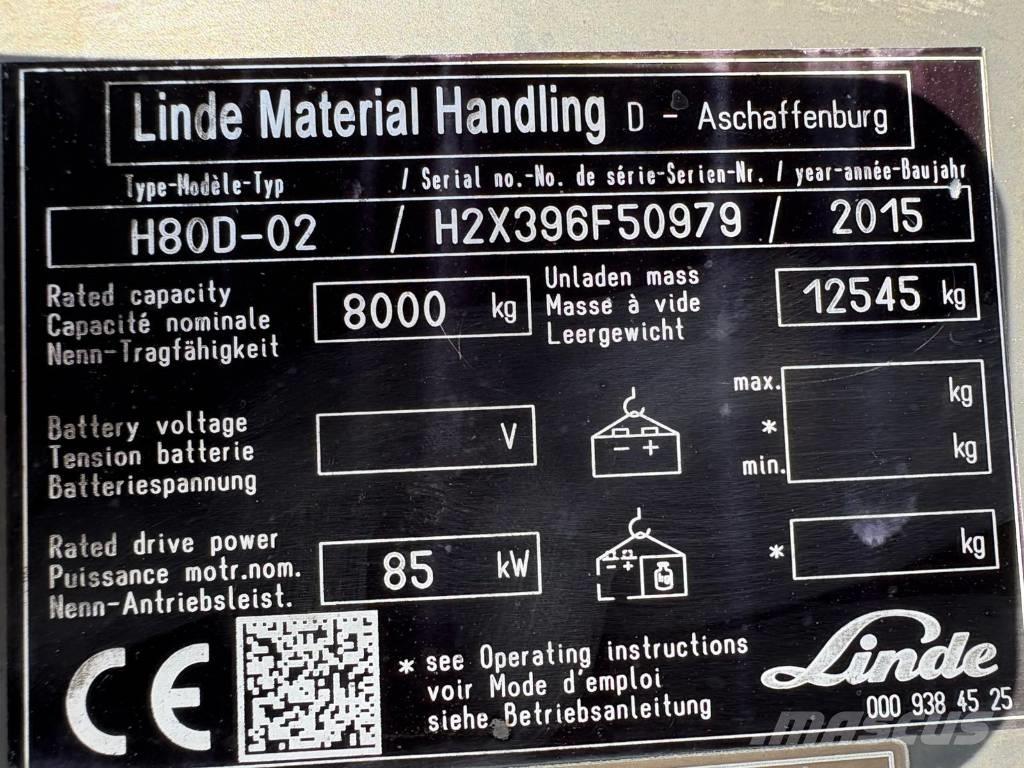 Linde Material Handling D - Aschaffenburg
Type-Modèle-Typ / Serial no.-No. de série-Serien-Nr. / year-année-Baujahr
H80D-02 / H2X396F50979 / 2015
Rated capacity
Capacité nominale
Nenn-Tragfähigkeit
8000 kg
Unladen mass
Masse à vide
Leergewicht
12545 kg
Battery voltage
Tension batterie
Batteriespannung
V
- +
max. kg
*
min. kg
Rated drive power
Puissance motr.nom.
Nenn-Antriebsleist.
85 kW
- +
kg
* kg
CE
* see Operating instructions
voir Mode d'emploi
siehe Betriebsanleitung
Linde
000 938 45 25
MASCUS